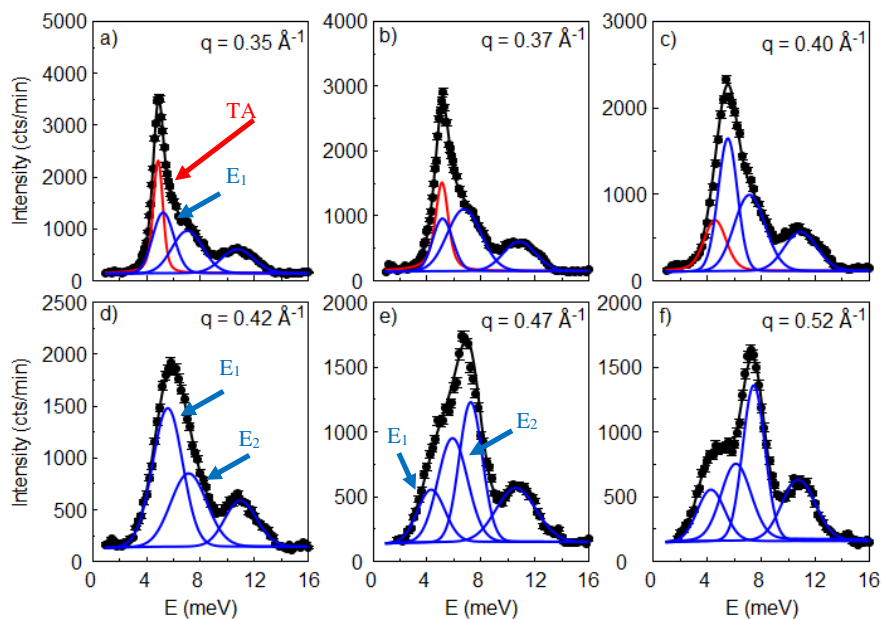 a)
q = 0.35 Å-1
TA
E1
Intensity (cts/min)
5000
4000
3000
2000
1000
0
b)
q = 0.37 Å-1
4000
3000
2000
1000
0
c)
q = 0.40 Å-1
3000
2000
1000
0
d)
q = 0.42 Å-1
E1
E2
Intensity (cts/min)
2500
2000
1500
1000
500
0
0 4 8 12 16
E (meV)
e)
q = 0.47 Å-1
E1
E2
2000
1500
1000
500
0
0 4 8 12 16
E (meV)
f)
q = 0.52 Å-1
2000
1500
1000
500
0
0 4 8 12 16
E (meV)